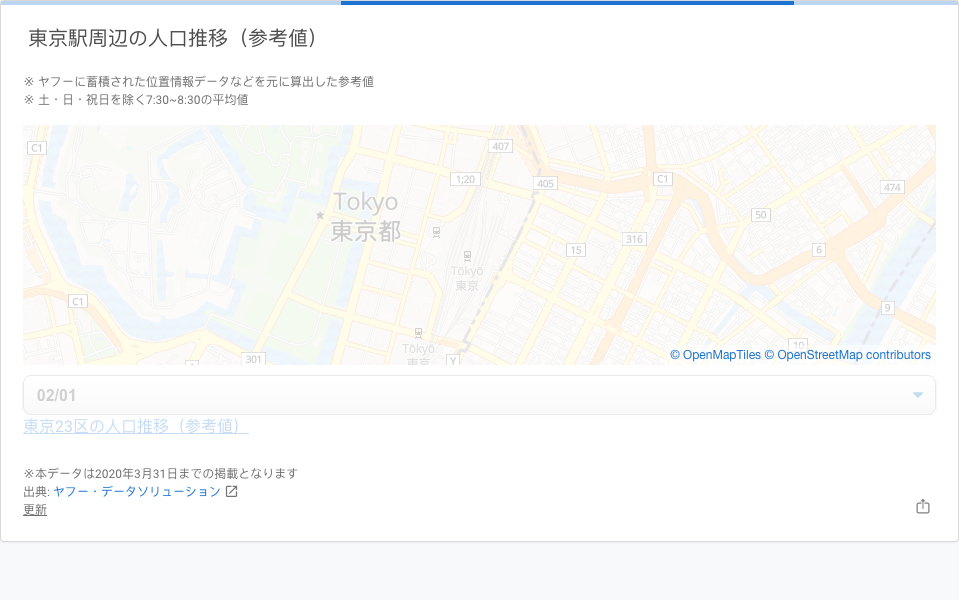 東京駅周辺の人口推移（参考値）
※ ヤフーに蓄積された位置情報データなどを元に算出した参考値
※ 土・日・祝日を除く7:30~8:30の平均値
C1
407
1;20
405
C1
474
Tokyo
東京都
50
316
15
6
Tōkyō
東京
C1
9
10
Tōkyō
東京
301
Y
© OpenMapTiles © OpenStreetMap contributors
02/01
東京23区の人口推移（参考値）
※本データは2020年3月31日までの掲載となります
出典: ヤフー・データソリューション
更新